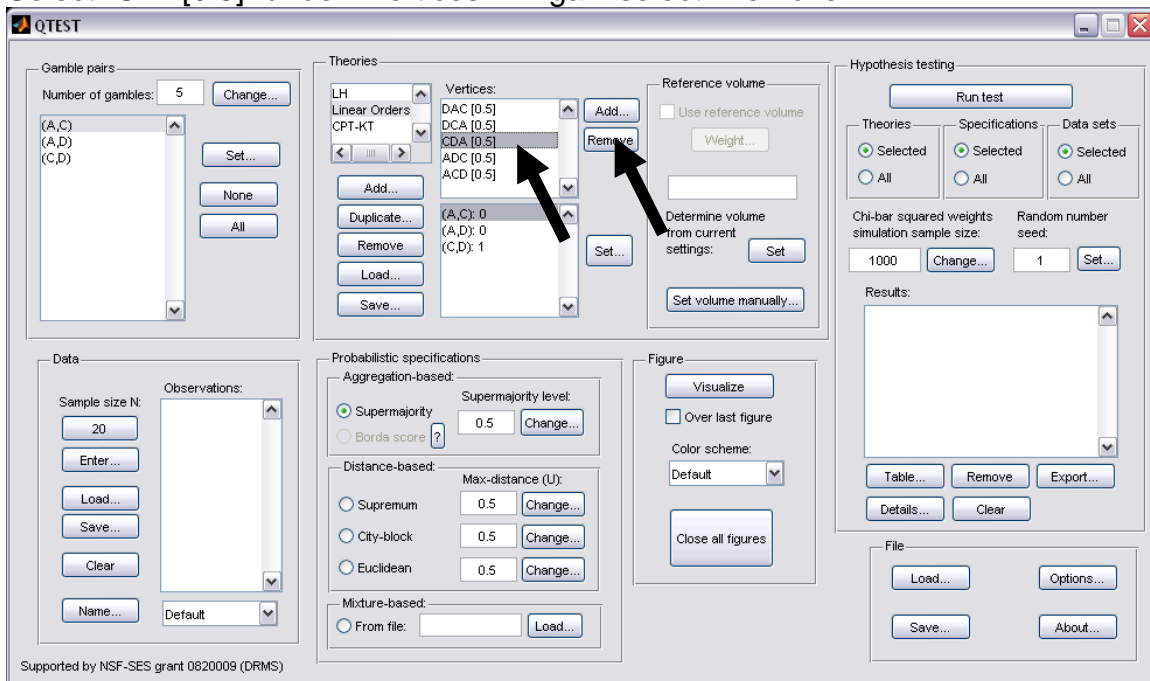 QTEST
Gamble pairs
Number of gambles: 5 Change...
(A,C)
(A,D)
(C,D)
Set...
None
All
Theories
LH
Linear Orders
CPT-KT
Add...
Duplicate...
Remove
Load...
Save...
Vertices:
DAC [0.5]
DCA [0.5]
CDA [0.5]
ADC [0.5]
ACD [0.5]
Add...
Remove
(A,C): 0
(A,D): 0
(C,D): 1
Set...
Reference volume
Use reference volume
Weight...
Determine volume
from current
settings: Set
Set volume manually...
Hypothesis testing
Run test
Theories
Selected
All
Specifications
Selected
All
Data sets
Selected
All
Chi-bar squared weights
simulation sample size:
1000 Change...
Random number
seed:
1 Set...
Results:
Table... Remove Export...
Details... Clear
Data
Sample size N:
20
Enter...
Load...
Save...
Clear
Name...
Observations:
Default
Probabilistic specifications
Aggregation-based:
Supermajority level:
Supermajority 0.5 Change...
Borda score ?
Distance-based:
Max-distance (U):
Supremum 0.5 Change...
City-block 0.5 Change...
Euclidean 0.5 Change...
Mixture-based:
From file: Load...
Figure
Visualize
Over last figure
Color scheme:
Default
Close all figures
File
Load... Options...
Save... About...
Supported by NSF-SES grant 0820009 (DRMS)